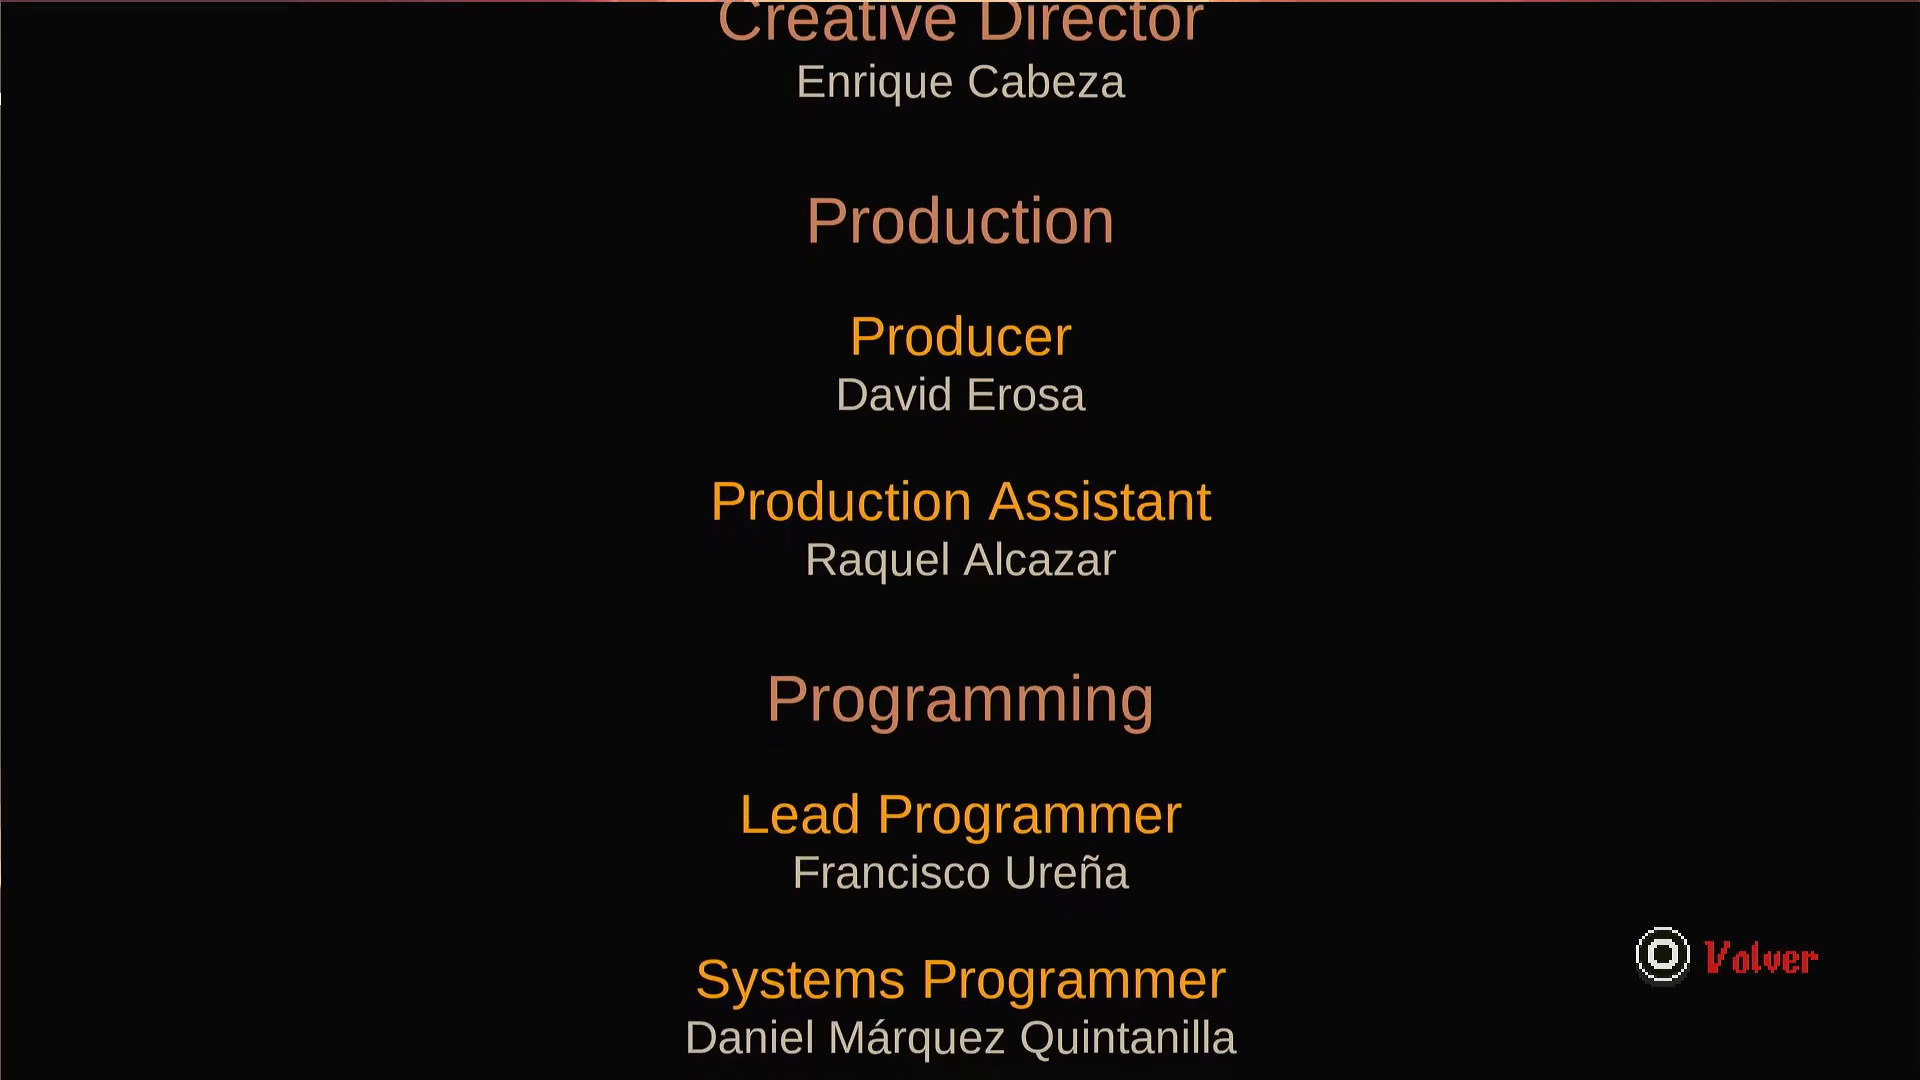 Creative Director
Enrique Cabeza
Production
Producer
David Erosa
Production Assistant
Raquel Alcazar
Programming
Lead Programmer
Francisco Ureña
Systems Programmer
Daniel Márquez Quintanilla
Volver